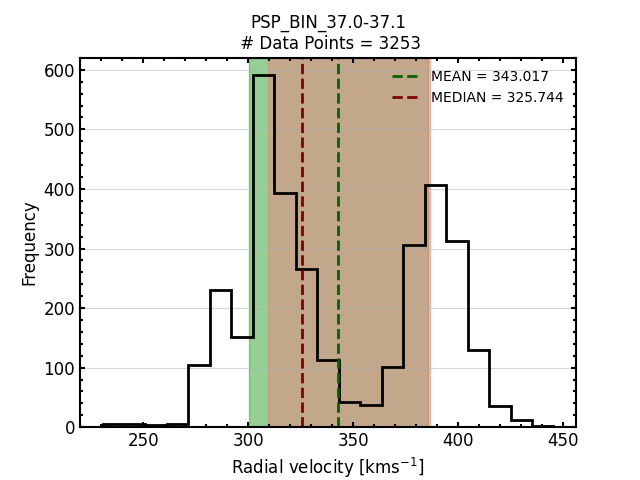 PSP_BIN_37.0-37.1
# Data Points = 3253
MEAN = 343.017
MEDIAN = 325.744
600
500
400
300
200
100
0
Frequency
250 300 350 400 450
Radial velocity [kms⁻¹]